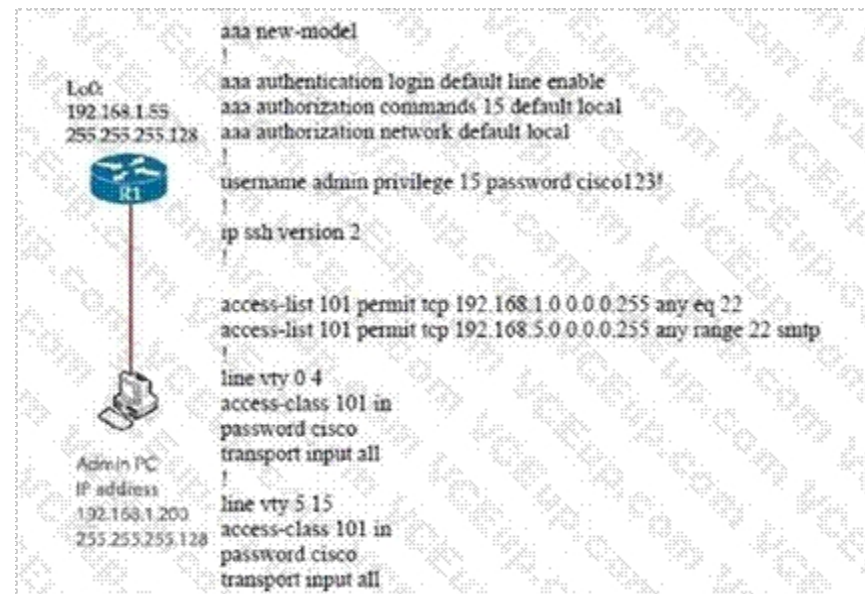 aaa new-model
!
aaa authentication login default line enable
aaa authorization commands 15 default local
aaa authorization network default local
!
username admin privilege 15 password cisco123!
!
ip ssh version 2
!
access-list 101 permit tcp 192.168.1.0 0.0.0.255 any eq 22
access-list 101 permit tcp 192.168.5.0 0.0.0.255 any range 22 smtp
!
line vty 0 4
access-class 101 in
password cisco
transport input all
!
line vty 5 15
access-class 101 in
password cisco
transport input all
Lo0:
192.168.1.55
255.255.255.128
R1
Admin PC
IP address
192.168.1.200
255.255.255.128